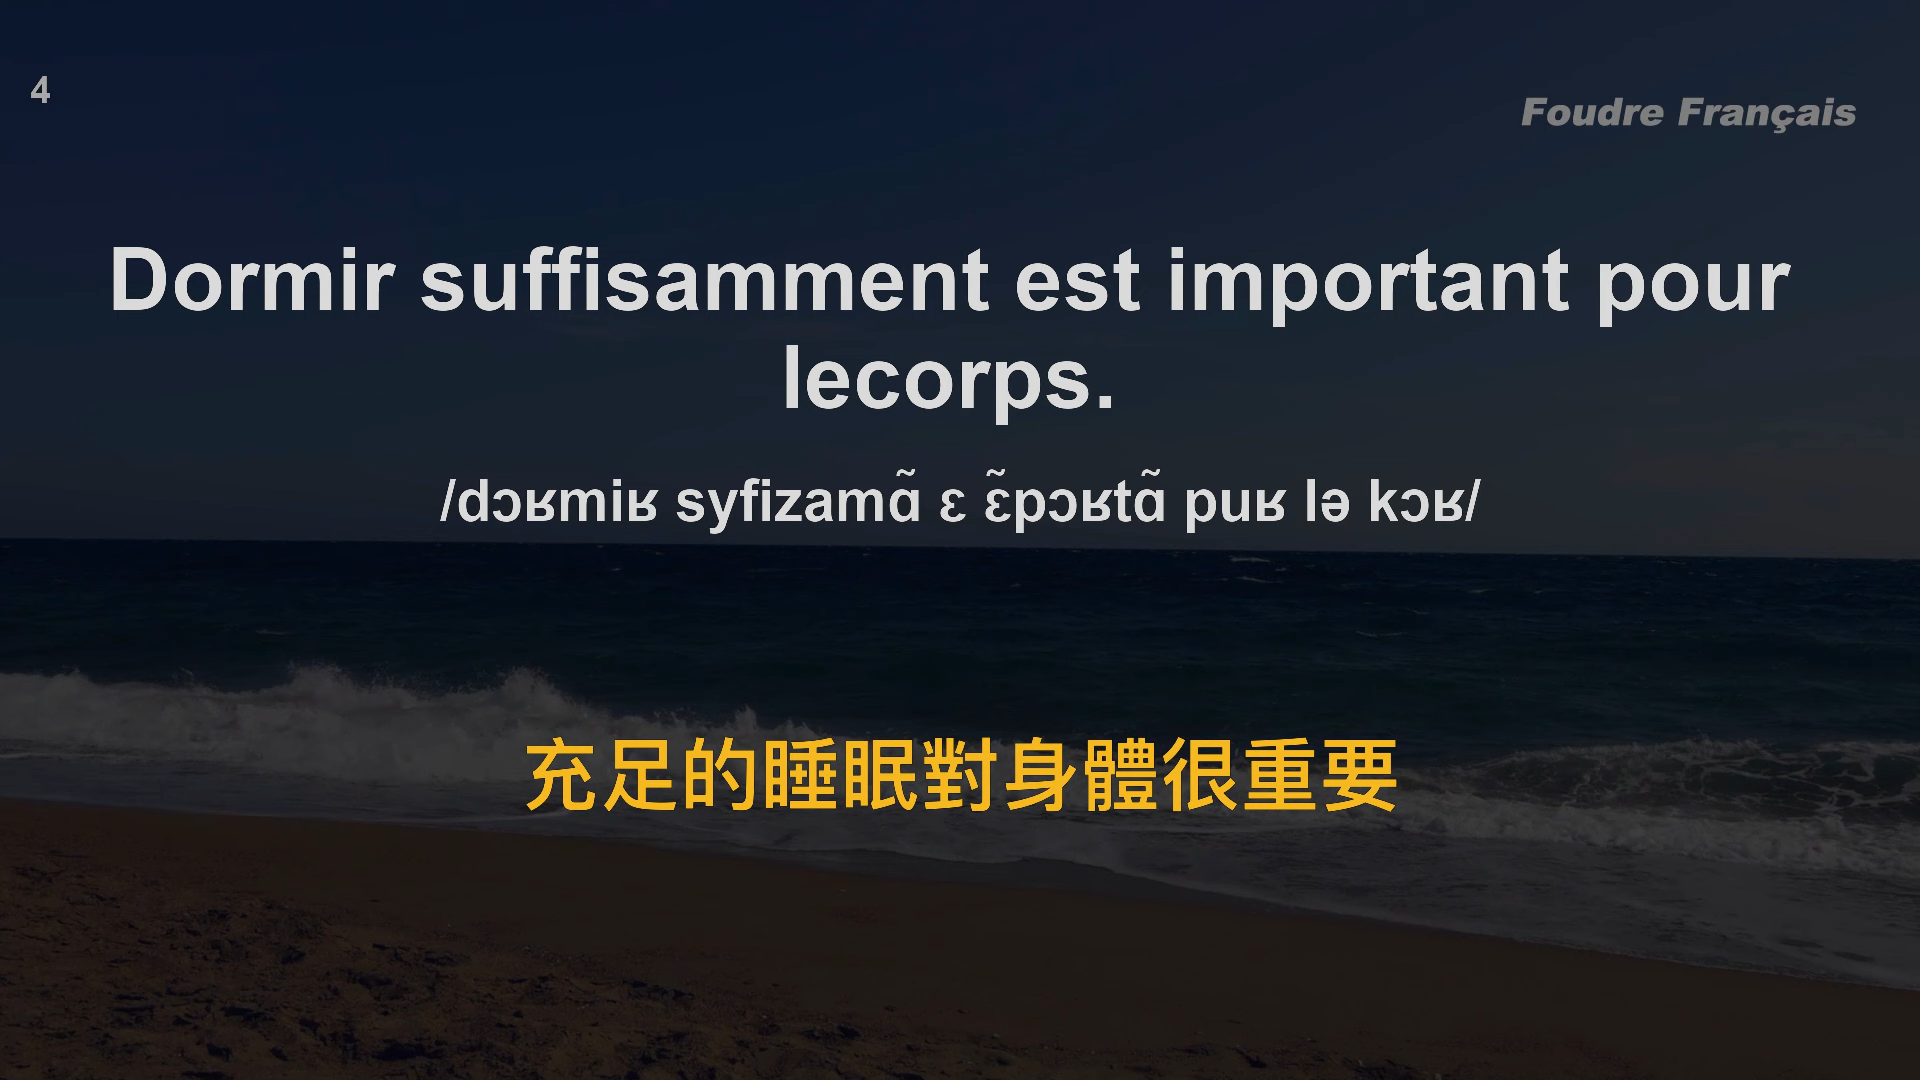 4
Foudre Français
Dormir suffisamment est important pour
lecorps.
/dɔʁmiʁ syfizamɑ̃ ɛ ɛ̃pɔʁtɑ̃ puʁ lə kɔʁ/
充足的睡眠對身體很重要